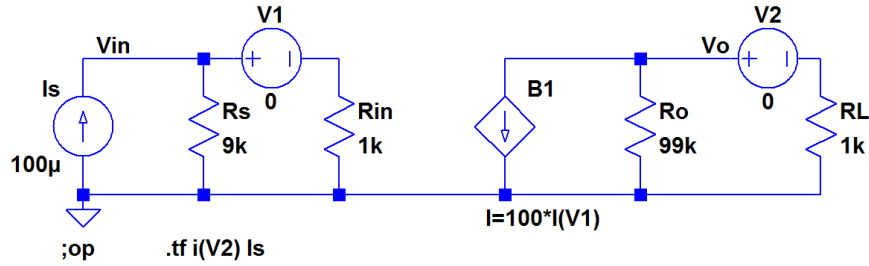 V1
V2
Vin
Vo
+
–
+
–
Is
Rs
0
Rin
B1
Ro
0
RL
100µ
9k
1k
99k
1k
I=100*I(V1)
;op
.tf i(V2) Is